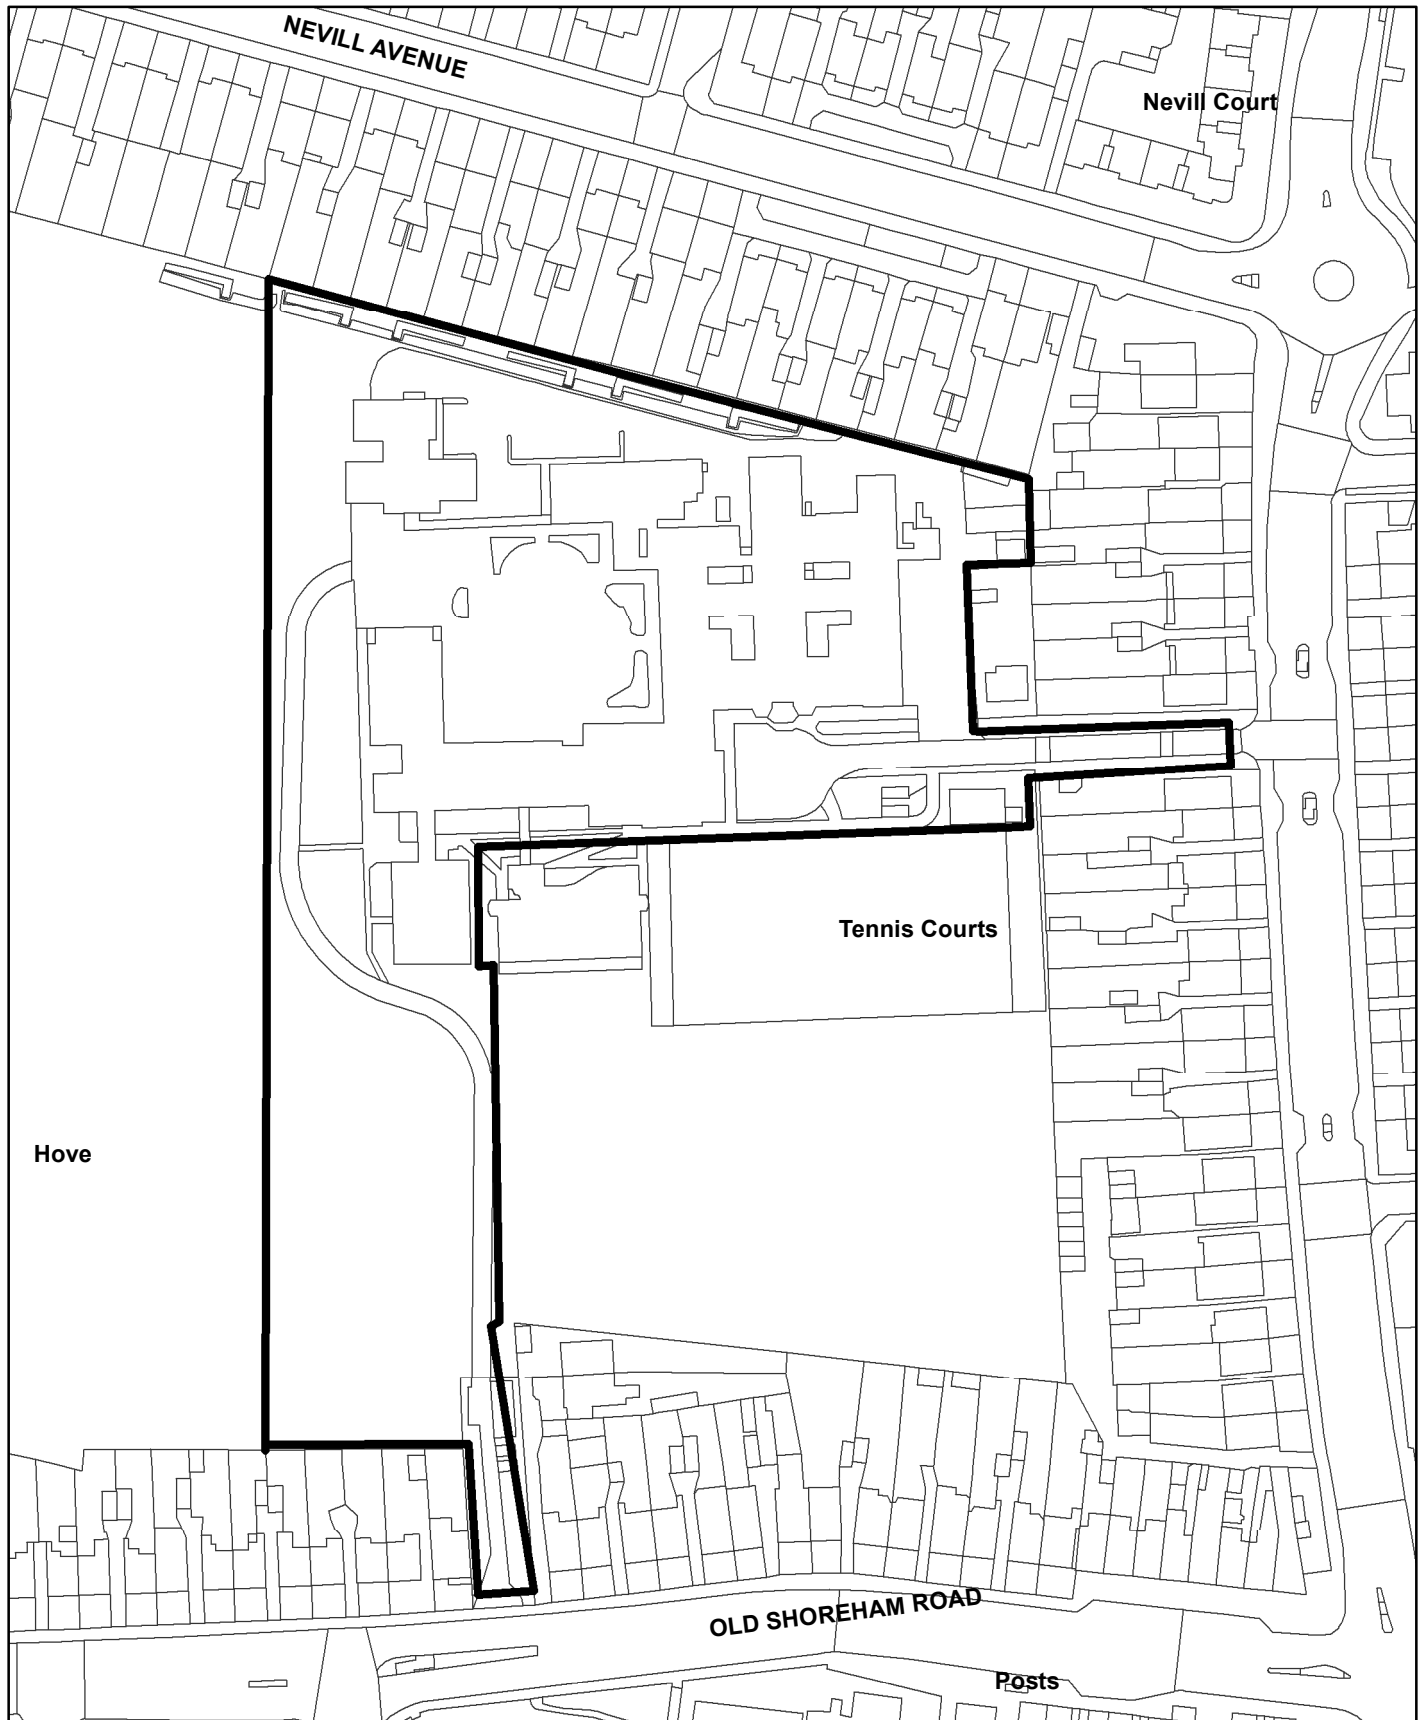 NEVILL AVENUE
Nevill Court
Tennis Courts
Hove
OLD SHOREHAM ROAD
Posts